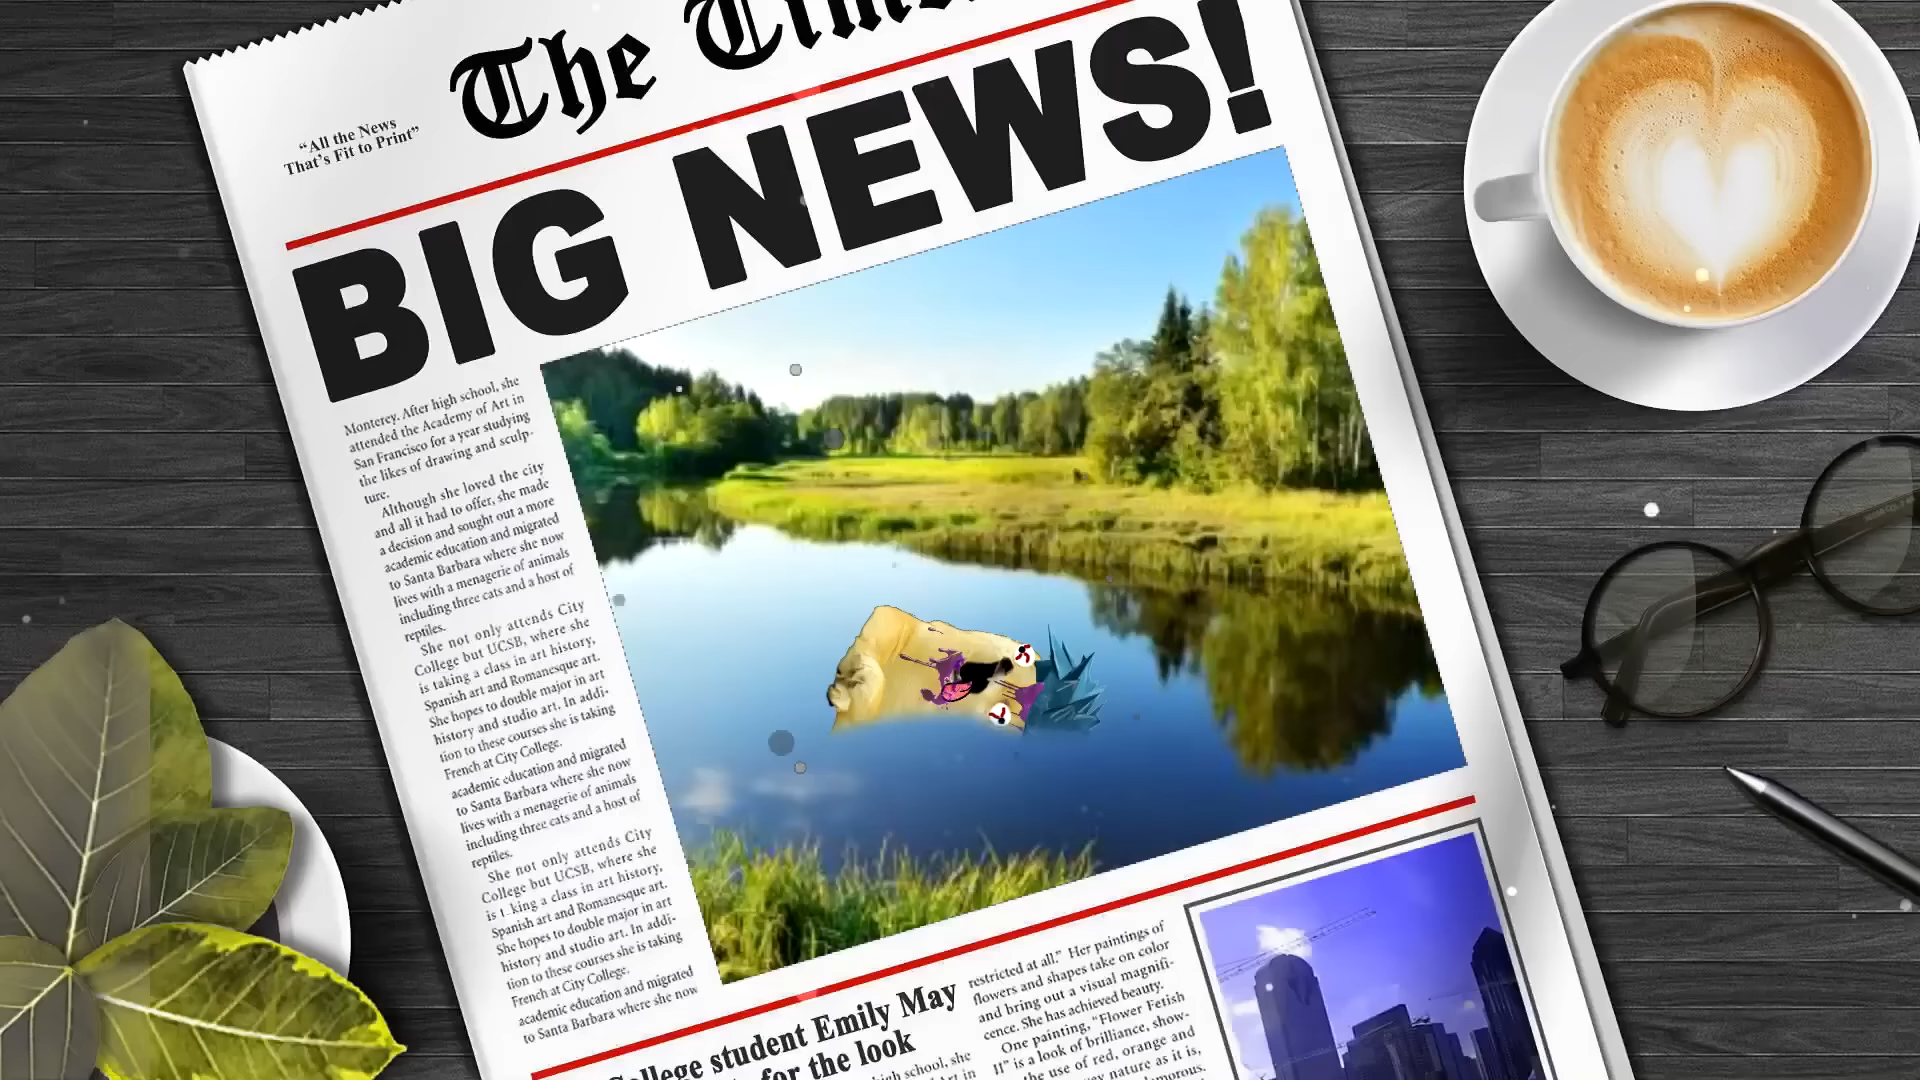 The
"All the News
That's Fit to Print"
BIG NEWS!
Monterey. After high school, she
attended the Academy of Art in
San Francisco for a year studying
the likes of drawing and sculp-
ture.
Although she loved the city
and all it had to offer, she made
a decision and sought out a more
academic education and migrated
to Santa Barbara where she now
lives with a menagerie of animals
including three cats and a host of
reptiles.
She not only attends City
College but UCSB, where she
is taking a class in art history,
Spanish art and Romanesque art.
She hopes to double major in art
history and studio art. In addi-
tion to these courses she is taking
French at City College.
academic education and migrated
to Santa Barbara where she now
lives with a menagerie of animals
including three cats and a host of
reptiles.
She not only attends City
College but UCSB, where she
is t king a class in art history,
Spanish art and Romanesque art.
She hopes to double major in art
history and studio art. In addi-
tion to these courses she is taking
French at City College.
academic education and migrated
to Santa Barbara where she now
College student Emily May
for the look
high school, she
Art in
restricted at all." Her paintings of
flowers and shapes take on color
and bring out a visual magnifi-
cence. She has achieved beauty.
One painting, "Flower Fetish
II" is a look of brilliance, show-
the use of red, orange and
nature as it is,